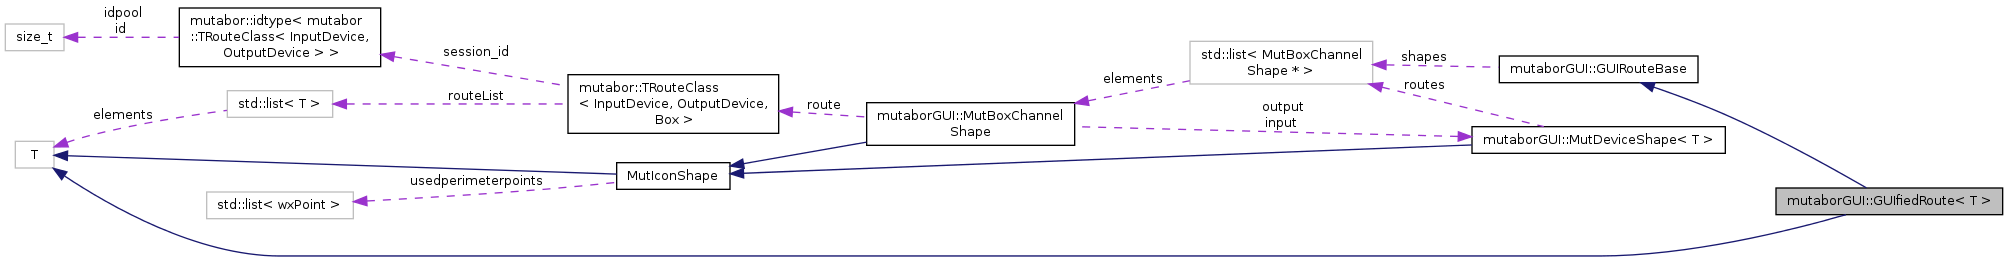 idpool
id
size_t
mutabor::idtype< mutabor
::TRouteClass< InputDevice,
OutputDevice > >
session_id
mutabor::TRouteClass
< InputDevice, OutputDevice,
Box >
routeList
std::list< T >
elements
T
route
mutaborGUI::MutBoxChannel
Shape
elements
std::list< MutBoxChannel
Shape * >
shapes
routes
mutaborGUI::GUIRouteBase
output
input
mutaborGUI::MutDeviceShape< T >
MutIconShape
usedperimeterpoints
std::list< wxPoint >
mutaborGUI::GUIfiedRoute< T >